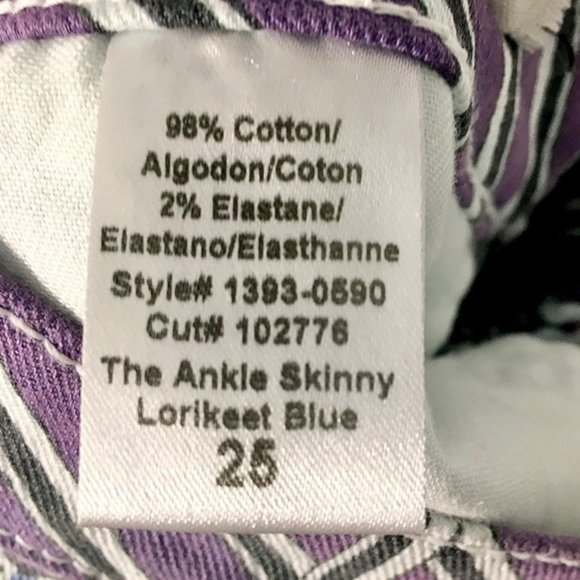 98% Cotton/
Algodon/Coton
2% Elastane/
Elastano/Elasthanne
Style# 1393-0590
Cut# 102776
The Ankle Skinny
Lorikeet Blue
25